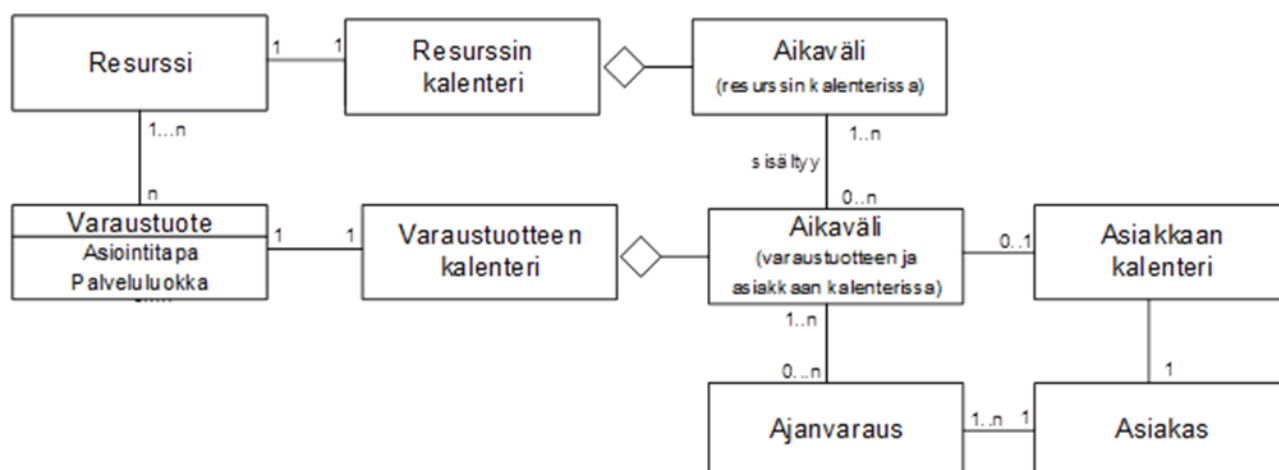 Resurssi
1
1
Resurssin
kalenteri
Aikaväli
(resurssin kalenterissa)
1...n
n
1..n
sisältyy
0..n
Varaustuote
Asiointitapa
Palveluluokka
1
1
Varaustuotteen
kalenteri
Aikaväli
(varaustuotteen ja
asiakkaan kalenterissa)
0..1
Asiakkaan
kalenteri
1..n
0...n
1
Ajanvaraus
1..n
1
Asiakas